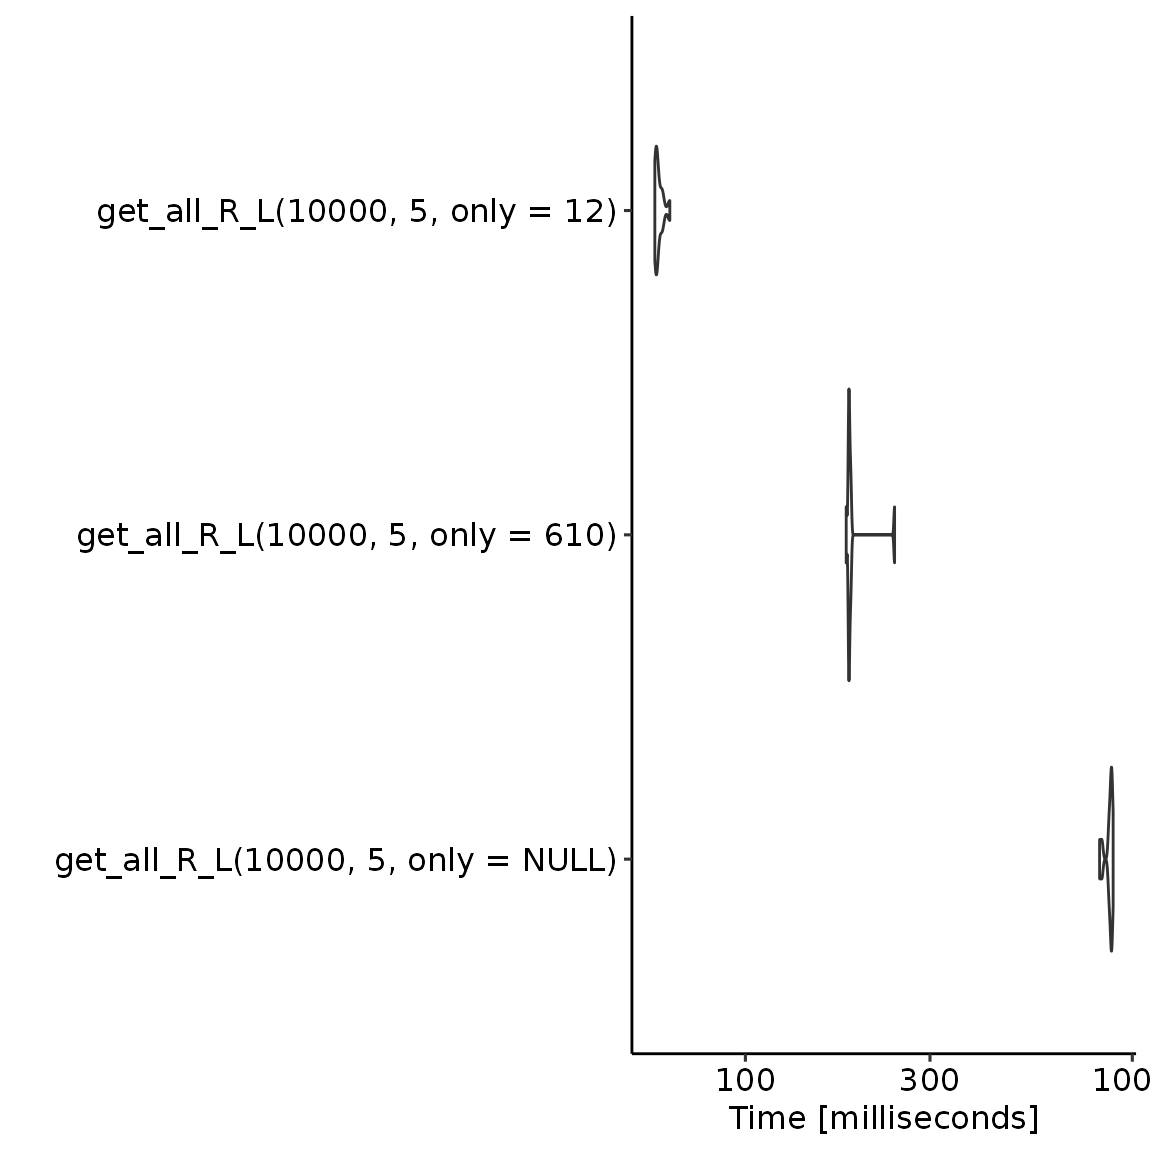 get_all_R_L(10000, 5, only = 12)
get_all_R_L(10000, 5, only = 610)
get_all_R_L(10000, 5, only = NULL)
100 300 100
Time [milliseconds]